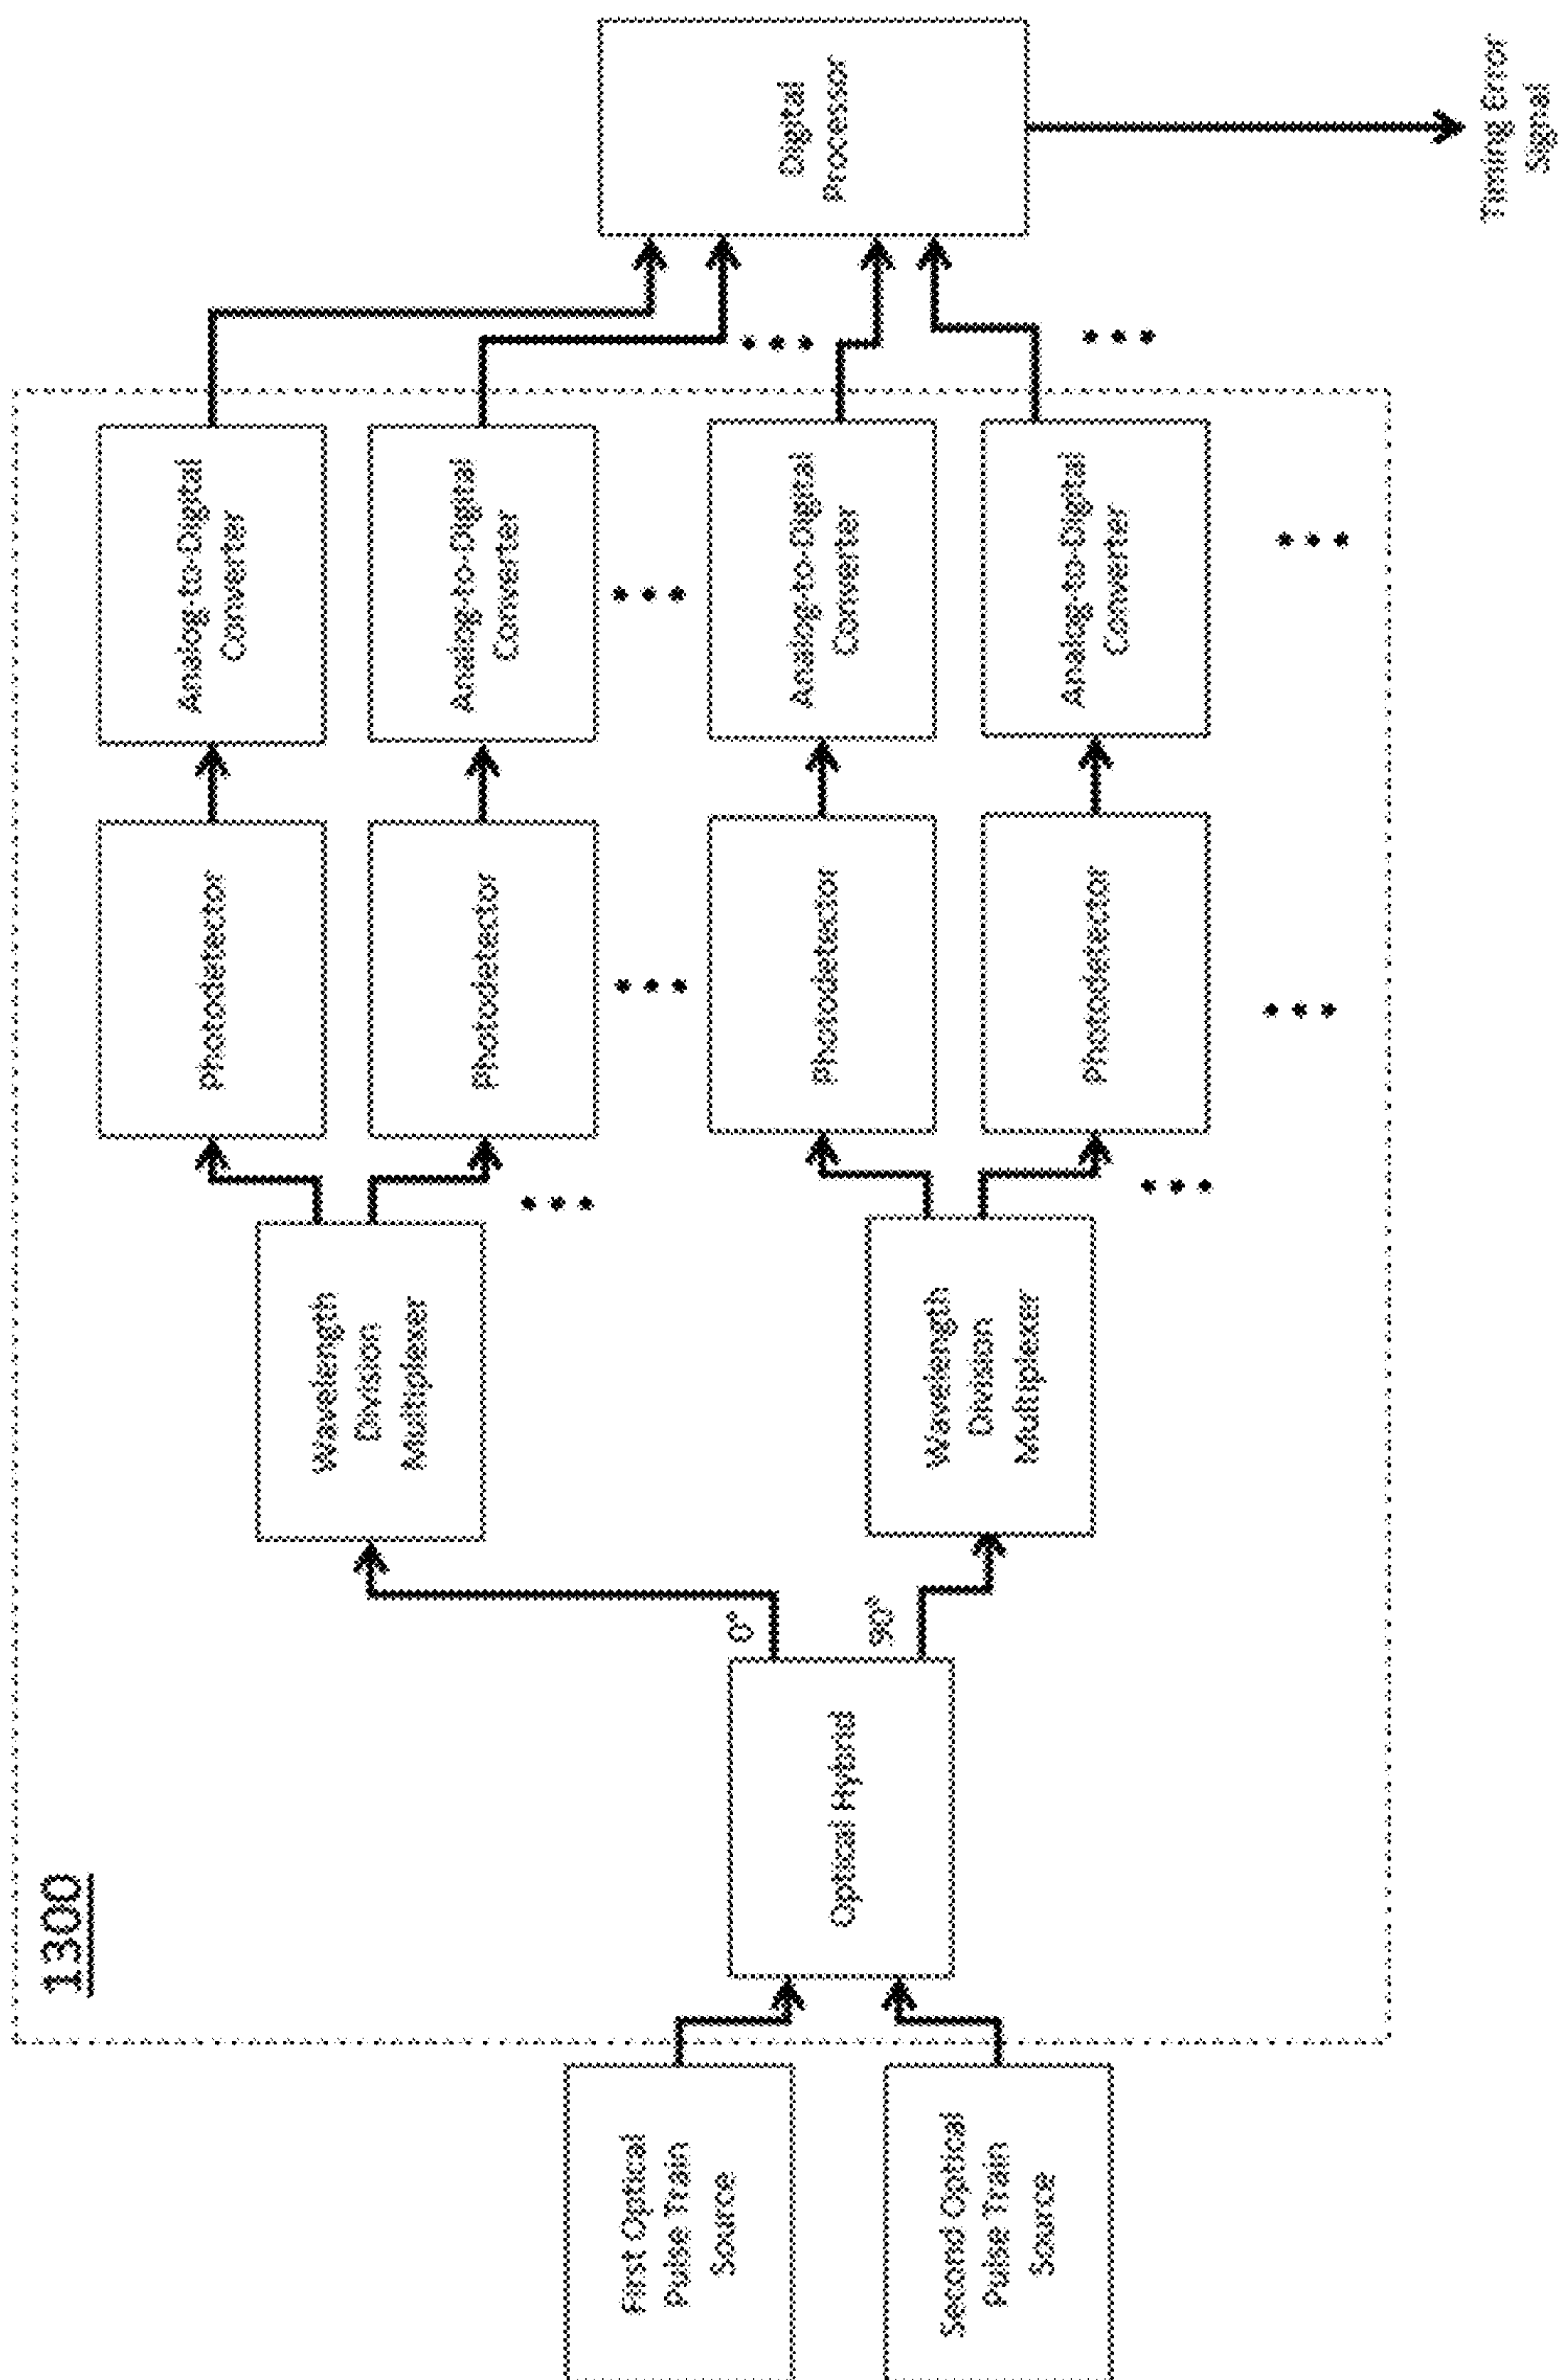 1300
First Optical
Pulse Train
Source
Second Optical
Pulse Train
Source
Optical Hybrid
0°
90°
Wavelength
Division
Multiplexer
Wavelength
Division
Multiplexer
Photodetector
Photodetector
Photodetector
Photodetector
Analog-to-Digital
Converter
Analog-to-Digital
Converter
Analog-to-Digital
Converter
Analog-to-Digital
Converter
Digital
Processor
Timing Error
Signal